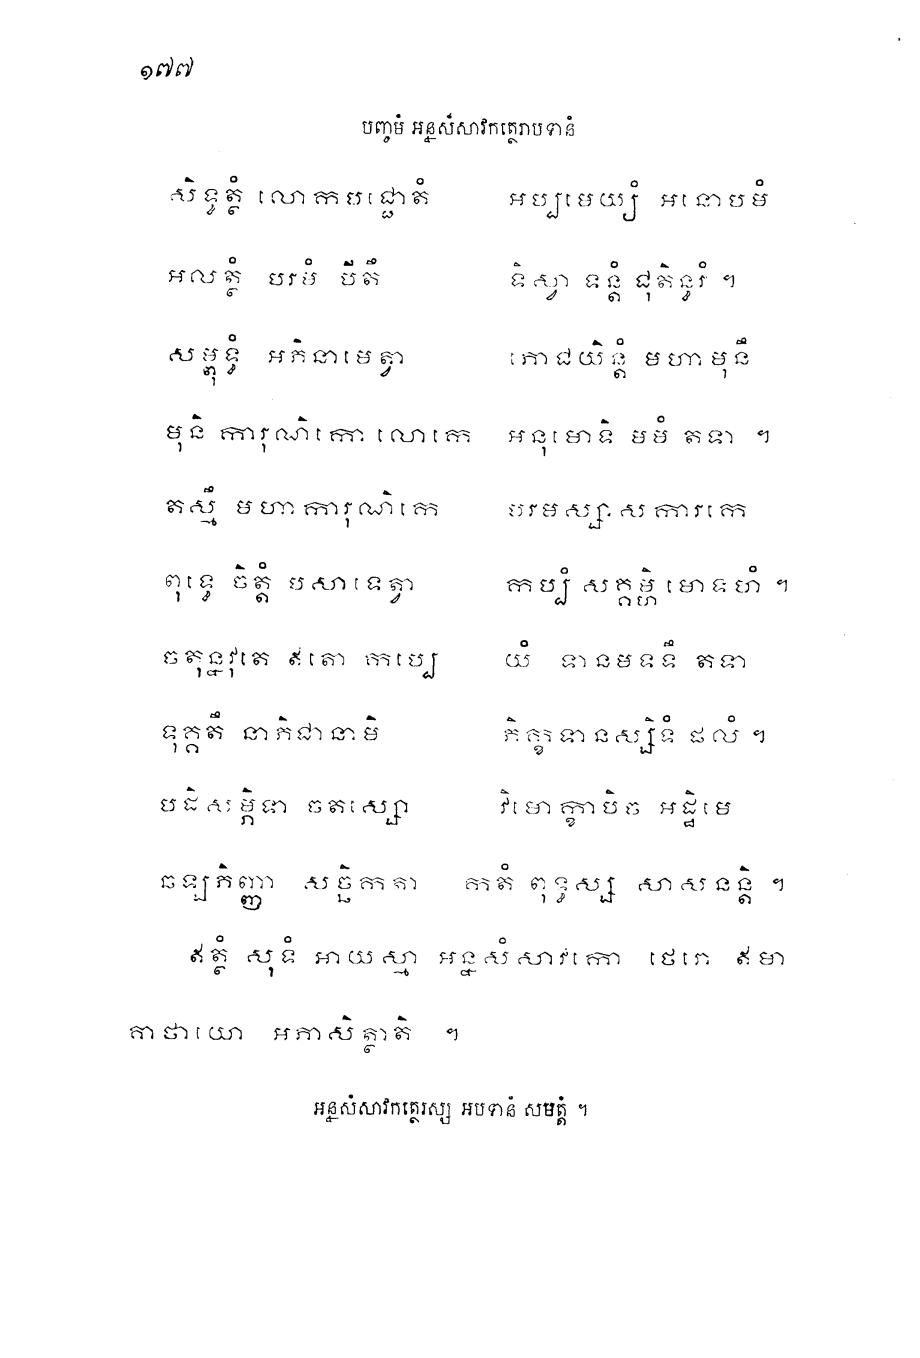 ១៧៧
បញ្ចមំ អន្នសំសាវកត្ថេរាបទានំ
សិទ្ធត្ថំ លោកបជ្ជោតំ អប្បមេយ្យំ អនោបមំ
អលត្ថំ បរមំ បីតឹ ទិស្វា ទន្តំ ជុតិន្ធរំ ។
សម្ពុទ្ធំ អភិនាមេត្វា ភោជយិន្តំ មហាមុនឹ
មុនិ ការុណិកោ លោកេ អនុមោទិ មមំ តទា ។
តស្មឹ មហាការុណិកេ បរមស្សាសការកេ
ពុទ្ធេ ចិត្តំ បសាទេត្វា កប្បំ សគ្គម្ហិ មោទហំ ។
ចតុន្នវុតេ ឥតោ កប្បេ យំ ទានមទទឹ តទា
ទុគ្គតឹ នាភិជានាមិ ភិក្ខទានស្សិទំ ផលំ ។
បដិសម្ភិទា ចតស្សោ វិមោក្ខាបិច អដ្ឋិមេ
ឆឡភិញ្ញា សច្ឆិកតា កតំ ពុទ្ធស្ស សាសនន្តិ ។
ឥត្ថំ សុទំ អាយស្មា អន្នសំសាវកោ ថេរោ ឥមា
គាថាយោ អភាសិត្ថាតិ ។
អន្នសំសាវកត្ថេរស្ស អបទានំ សមត្តំ ។